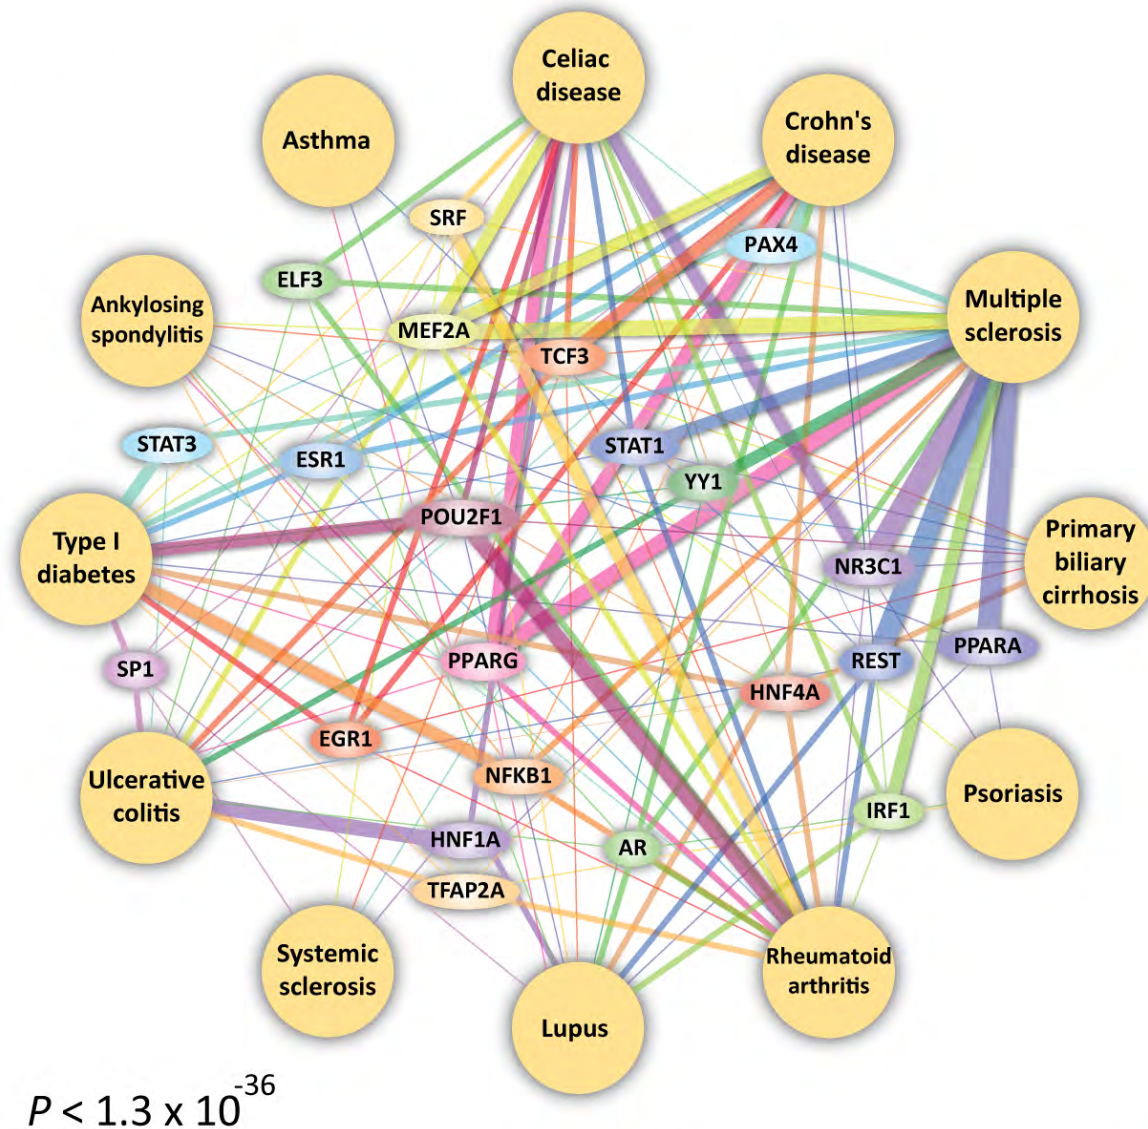 Celiac
disease
Asthma
Crohn's
disease
SRF
PAX4
ELF3
Ankylosing
spondylitis
MEF2A
TCF3
Multiple
sclerosis
STAT3
ESR1
STAT1
YY1
POU2F1
Type I
diabetes
NR3C1
Primary
biliary
cirrhosis
SP1
PPARG
HNF4A
REST
PPARA
EGR1
NFKB1
Ulcerative
colitis
HNF1A
AR
IRF1
Psoriasis
TFAP2A
Systemic
sclerosis
Lupus
Rheumatoid
arthritis
P < 1.3 x 10^-36